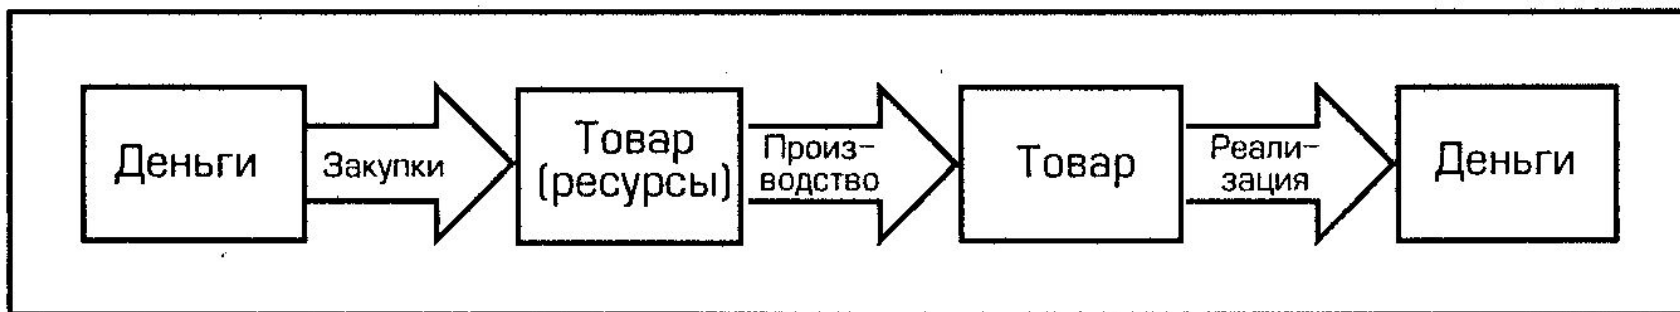 Деньги
Закупки
Товар
(ресурсы)
Произ-
водство
Товар
Реали-
зация
Деньги